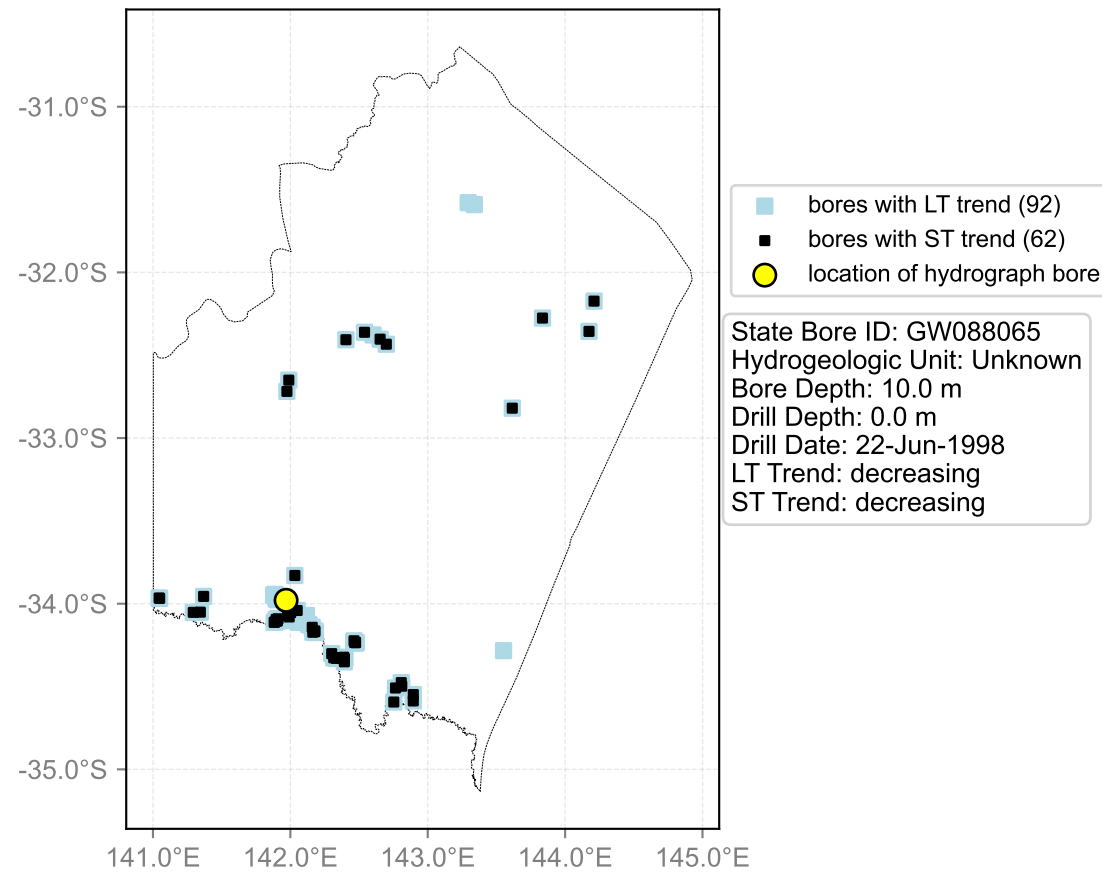 -31.0°S
-32.0°S
-33.0°S
-34.0°S
-35.0°S
141.0°E 142.0°E 143.0°E 144.0°E 145.0°E
bores with LT trend (92)
bores with ST trend (62)
location of hydrograph bore
State Bore ID: GW088065
Hydrogeologic Unit: Unknown
Bore Depth: 10.0 m
Drill Depth: 0.0 m
Drill Date: 22-Jun-1998
LT Trend: decreasing
ST Trend: decreasing